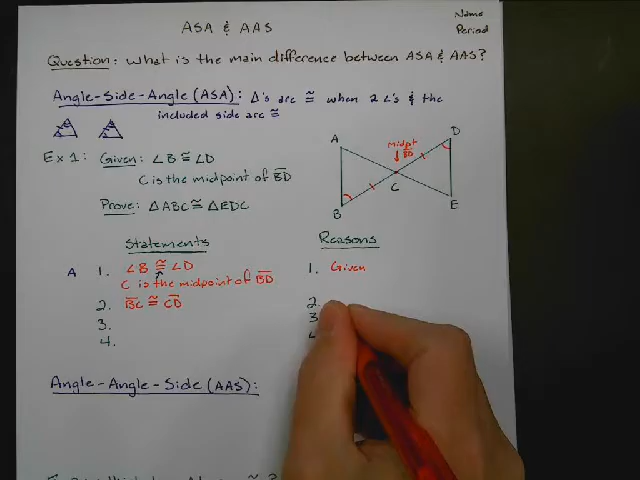 ASA & AAS
Name
Period
Question: What is the main difference between ASA & AAS?
Angle-Side-Angle (ASA): Δ's are ≅ when 2 ∠'s & the
included side are ≅
Ex 1: Given: ∠B ≅ ∠D
C is the midpoint of BD
Prove: ΔABC ≅ ΔEDC
A
D
Midpt
BD
C
B
E
Statements
Reasons
A 1. ∠B ≅ ∠D
1. Given
C is the midpoint of BD
2. BC ≅ CD
2.
3.
3
4.
Angle-Angle-Side (AAS):